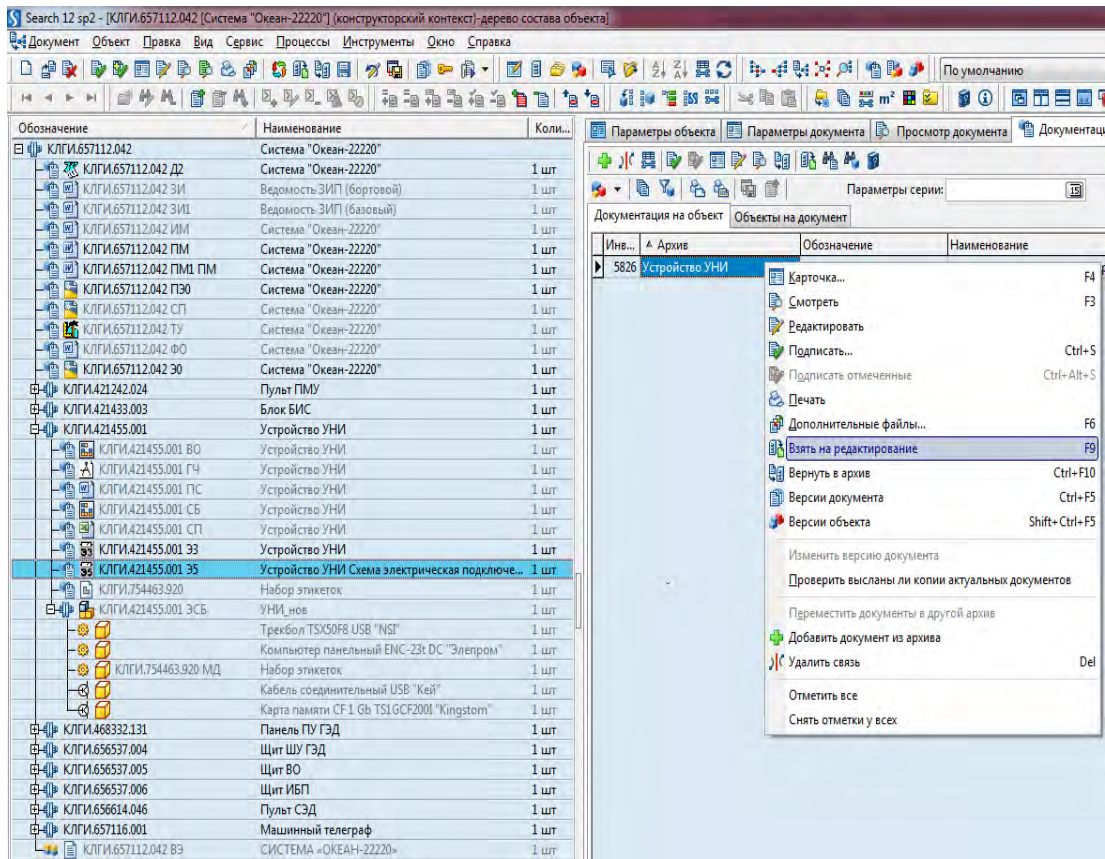 Search 12 sp2 - [КЛГИ.657112.042 [Система "Океан-22220"] (конструкторский контекст)-дерево состава объекта]
Документ Объект Правка Вид Сервис Процессы Инструменты Окно Справка
По умолчанию
Обозначение Наименование Коли...
КЛГИ.657112.042 Система "Океан-22220"
КЛГИ.657112.042 Д2 Система "Океан-22220" 1 шт
КЛГИ.657112.042 ЗИ Ведомость ЗИП (бортовой) 1 шт
КЛГИ.657112.042 ЗИ1 Ведомость ЗИП (базовый) 1 шт
КЛГИ.657112.042 ИМ Система "Океан-22220" 1 шт
КЛГИ.657112.042 ПМ Система "Океан-22220" 1 шт
КЛГИ.657112.042 ПМ1 ПМ Система "Океан-22220" 1 шт
КЛГИ.657112.042 ПЭ0 Система "Океан-22220" 1 шт
КЛГИ.657112.042 СП Система "Океан-22220" 1 шт
КЛГИ.657112.042 ТУ Система "Океан-22220" 1 шт
КЛГИ.657112.042 ФО Система "Океан-22220" 1 шт
КЛГИ.657112.042 Э0 Система "Океан-22220" 1 шт
КЛГИ.421242.024 Пульт ПМУ 1 шт
КЛГИ.421433.003 Блок БИС 1 шт
КЛГИ.421455.001 Устройство УНИ 1 шт
КЛГИ.421455.001 ВО Устройство УНИ 1 шт
КЛГИ.421455.001 ГЧ Устройство УНИ 1 шт
КЛГИ.421455.001 ПС Устройство УНИ 1 шт
КЛГИ.421455.001 СБ Устройство УНИ 1 шт
КЛГИ.421455.001 СП Устройство УНИ 1 шт
КЛГИ.421455.001 Э3 Устройство УНИ 1 шт
КЛГИ.421455.001 Э5 Устройство УНИ Схема электрическая подключе... 1 шт
КЛГИ.754463.920 Набор этикеток 1 шт
КЛГИ.421455.001 ЭСБ УНИ_нов 1 шт
Трекбол TSX50F8 USB "NSI" 1 шт
Компьютер панельный ENC-23t DC "Элепром" 1 шт
КЛГИ.754463.920 МД Набор этикеток 1 шт
Кабель соединительный USB "Кей" 1 шт
Карта памяти CF 1 Gb TS1GCF200I "Kingstom" 1 шт
КЛГИ.468332.131 Панель ПУ ГЭД 1 шт
КЛГИ.656537.004 Щит ШУ ГЭД 1 шт
КЛГИ.656537.005 Щит ВО 1 шт
КЛГИ.656537.006 Щит ИБП 1 шт
КЛГИ.656614.046 Пульт СЭД 1 шт
КЛГИ.657116.001 Машинный телеграф 1 шт
КЛГИ.657112.042 ВЭ СИСТЕМА «ОКЕАН-22220» 1 шт
Параметры объекта Параметры документа Просмотр документа Документаци
Параметры серии: 15
Документация на объект Объекты на документ
Инв... Архив Обозначение Наименование
5826 Устройство УНИ
Карточка... F4
Смотреть F3
Редактировать
Подписать... Ctrl+S
Подписать отмеченные Ctrl+Alt+S
Печать
Дополнительные файлы... F6
Взять на редактирование F9
Вернуть в архив Ctrl+F10
Версии документа Ctrl+F5
Версии объекта Shift+Ctrl+F5
Изменить версию документа
Проверить высланы ли копии актуальных документов
Переместить документы в другой архив
Добавить документ из архива
Удалить связь Del
Отметить все
Снять отметки у всех